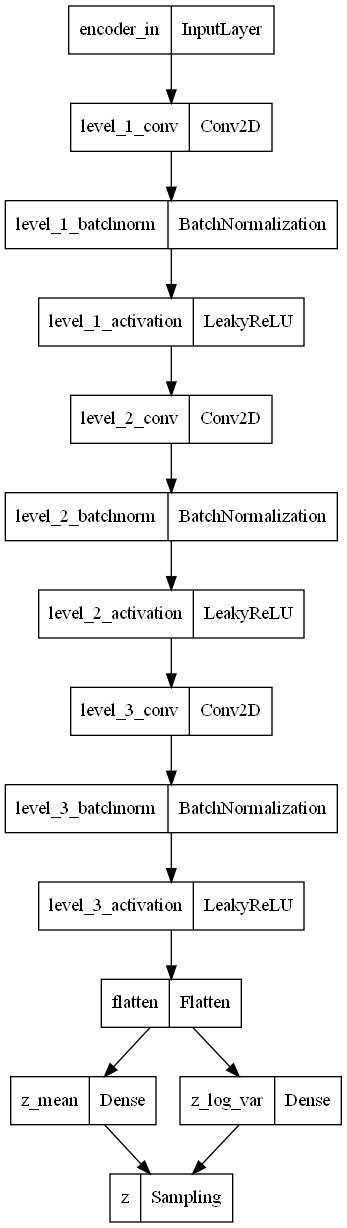 encoder_in InputLayer
level_1_conv Conv2D
level_1_batchnorm BatchNormalization
level_1_activation LeakyReLU
level_2_conv Conv2D
level_2_batchnorm BatchNormalization
level_2_activation LeakyReLU
level_3_conv Conv2D
level_3_batchnorm BatchNormalization
level_3_activation LeakyReLU
flatten Flatten
z_mean Dense z_log_var Dense
z Sampling